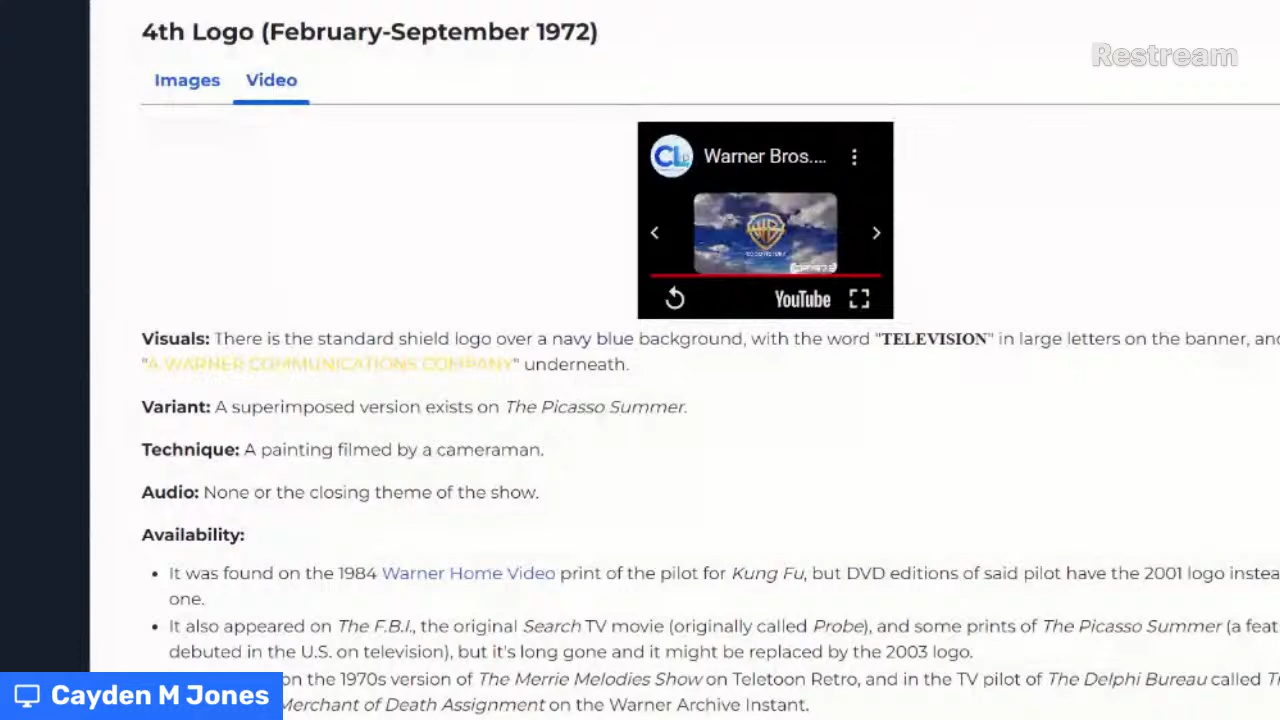 4th Logo (February-September 1972)
Restream
Images Video
CL
Warner Bros....
WB
YouTube
Visuals: There is the standard shield logo over a navy blue background, with the word "TELEVISION" in large letters on the banner, and
"A WARNER COMMUNICATIONS COMPANY" underneath.
Variant: A superimposed version exists on The Picasso Summer.
Technique: A painting filmed by a cameraman.
Audio: None or the closing theme of the show.
Availability:
• It was found on the 1984 Warner Home Video print of the pilot for Kung Fu, but DVD editions of said pilot have the 2001 logo instea
one.
• It also appeared on The F.B.I., the original Search TV movie (originally called Probe), and some prints of The Picasso Summer (a feat
debuted in the U.S. on television), but it's long gone and it might be replaced by the 2003 logo.
on the 1970s version of The Merrie Melodies Show on Teletoon Retro, and in the TV pilot of The Delphi Bureau called T
Merchant of Death Assignment on the Warner Archive Instant.
Cayden M Jones